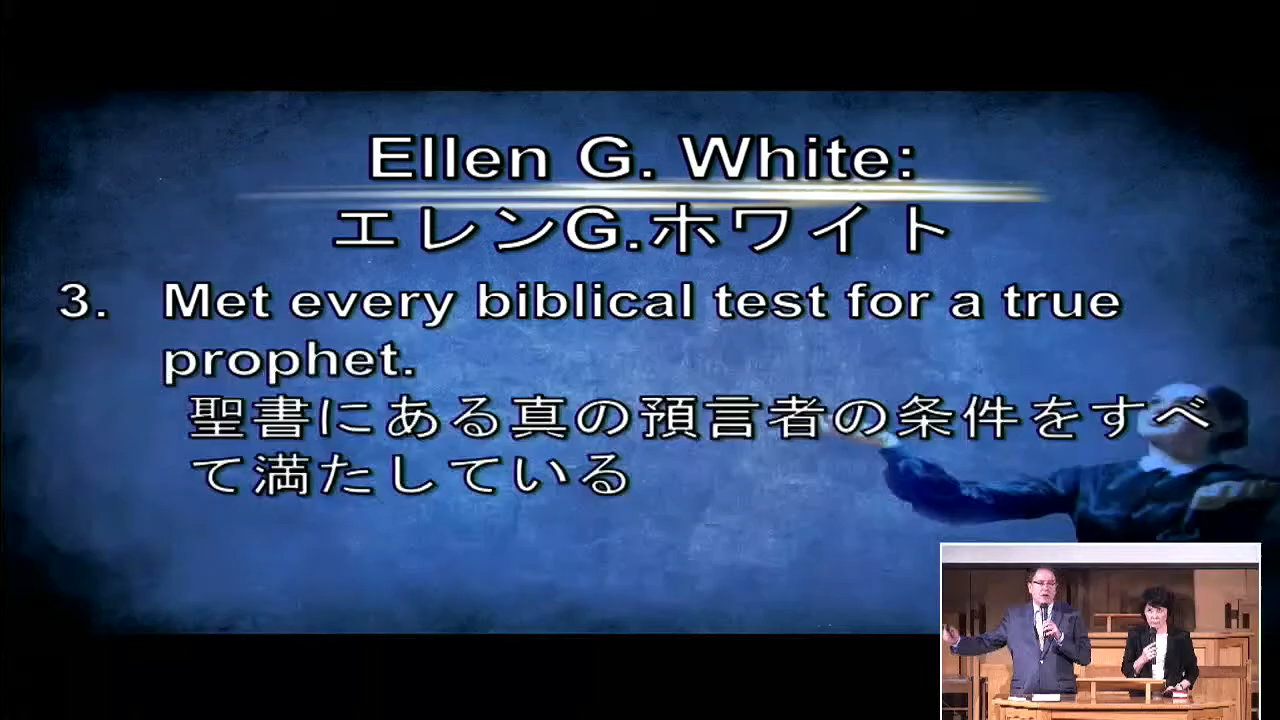 Ellen G. White:
エレンG.ホワイト
3. Met every biblical test for a true
prophet.
聖書にある真の預言者の条件をすべ
て満たしている